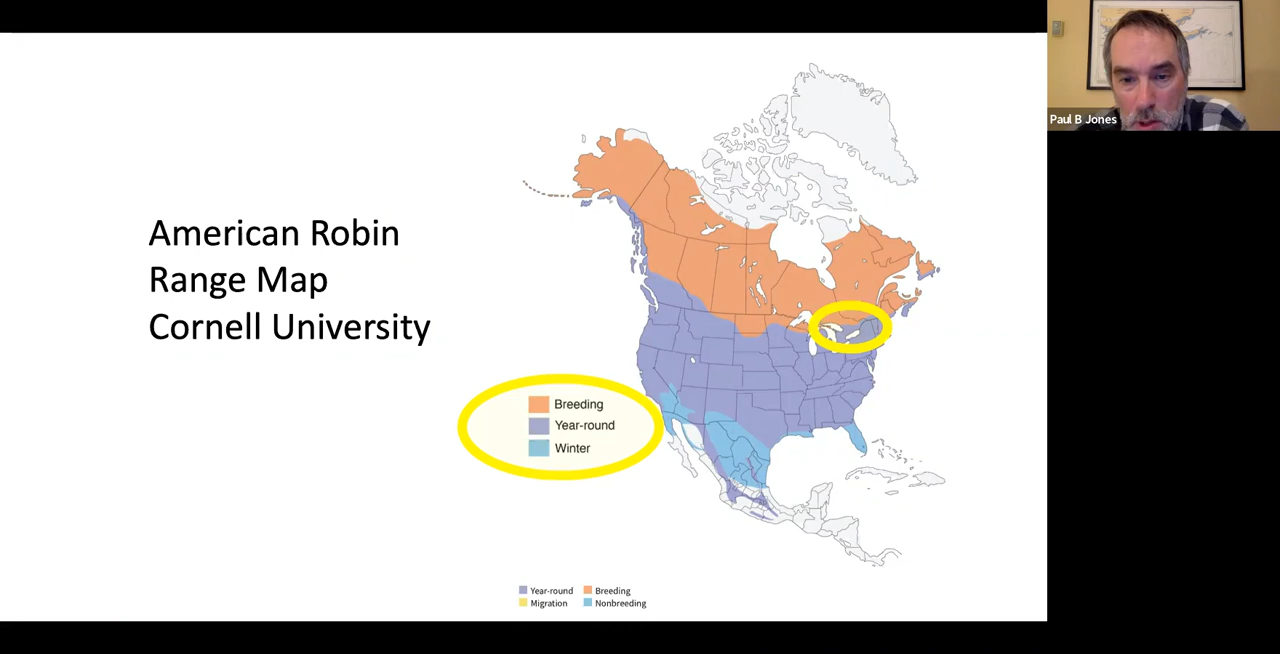 Paul B Jones
American Robin
Range Map
Cornell University
Breeding
Year-round
Winter
Year-round
Breeding
Migration
Nonbreeding